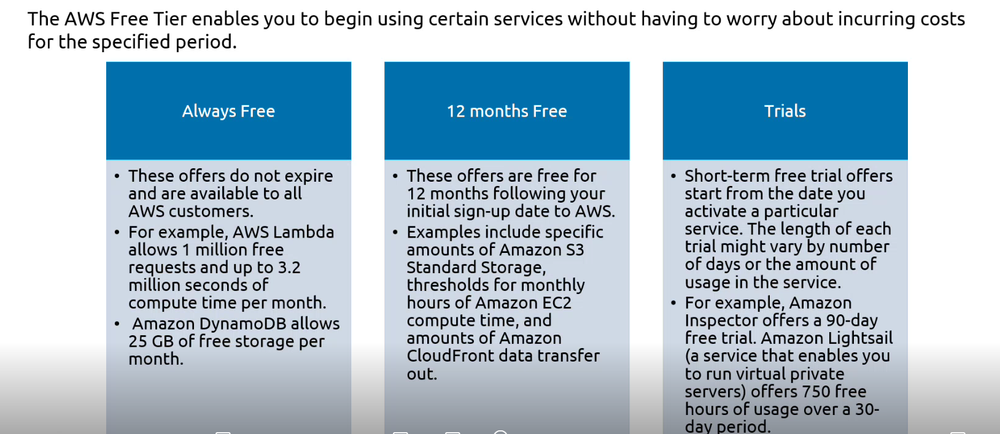 The AWS Free Tier enables you to begin using certain services without having to worry about incurring costs
for the specified period.
Always Free
• These offers do not expire
and are available to all
AWS customers.
• For example, AWS Lambda
allows 1 million free
requests and up to 3.2
million seconds of
compute time per month.
• Amazon DynamoDB allows
25 GB of free storage per
month.
12 months Free
• These offers are free for
12 months following your
initial sign-up date to AWS.
• Examples include specific
amounts of Amazon S3
Standard Storage,
thresholds for monthly
hours of Amazon EC2
compute time, and
amounts of Amazon
CloudFront data transfer
out.
Trials
• Short-term free trial offers
start from the date you
activate a particular
service. The length of each
trial might vary by number
of days or the amount of
usage in the service.
• For example, Amazon
Inspector offers a 90-day
free trial. Amazon Lightsail
(a service that enables you
to run virtual private
servers) offers 750 free
hours of usage over a 30-
day period.